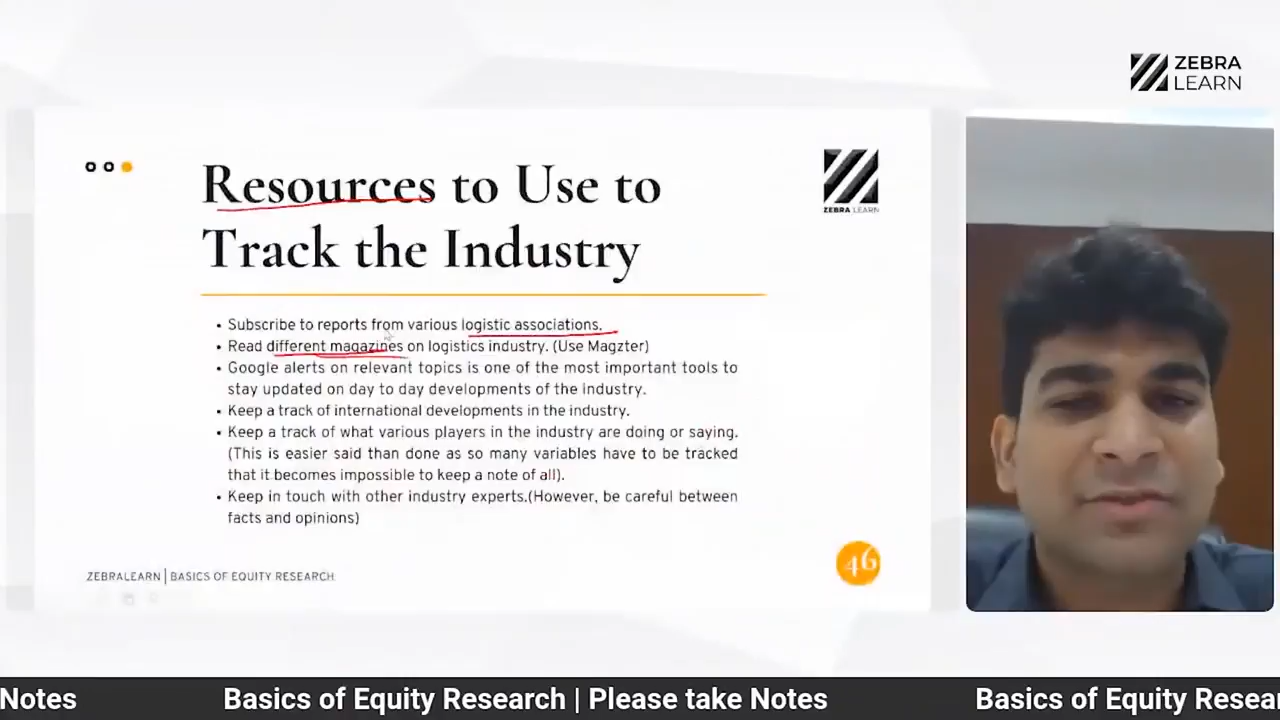 ZEBRA
LEARN
Resources to Use to
Track the Industry
ZEBRA LEARN
• Subscribe to reports from various logistic associations.
• Read different magazines on logistics industry. (Use Magzter)
• Google alerts on relevant topics is one of the most important tools to
stay updated on day to day developments of the industry.
• Keep a track of international developments in the industry.
• Keep a track of what various players in the industry are doing or saying.
(This is easier said than done as so many variables have to be tracked
that it becomes impossible to keep a note of all).
• Keep in touch with other industry experts.(However, be careful between
facts and opinions)
46
ZEBRALEARN | BASICS OF EQUITY RESEARCH
Notes Basics of Equity Research | Please take Notes Basics of Equity Resear